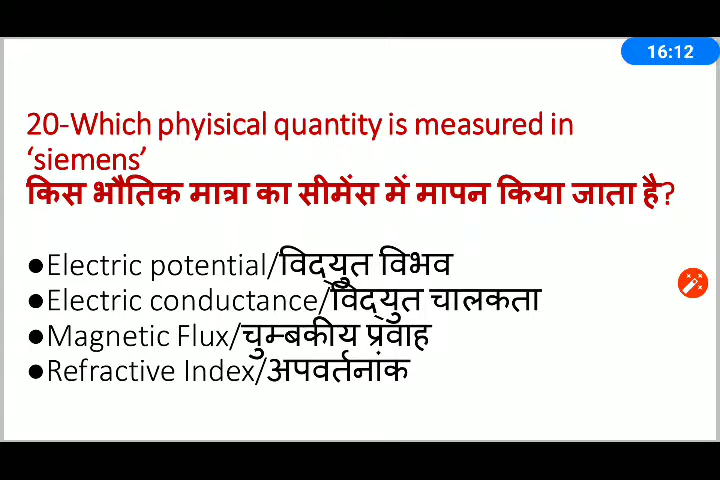 16:12
20-Which phyisical quantity is measured in
‘siemens’
किस भौतिक मात्रा का सीमेंस में मापन किया जाता है?
●Electric potential/विद्युत विभव
●Electric conductance/विद्युत चालकता
●Magnetic Flux/चुम्बकीय प्रवाह
●Refractive Index/अपवर्तनांक